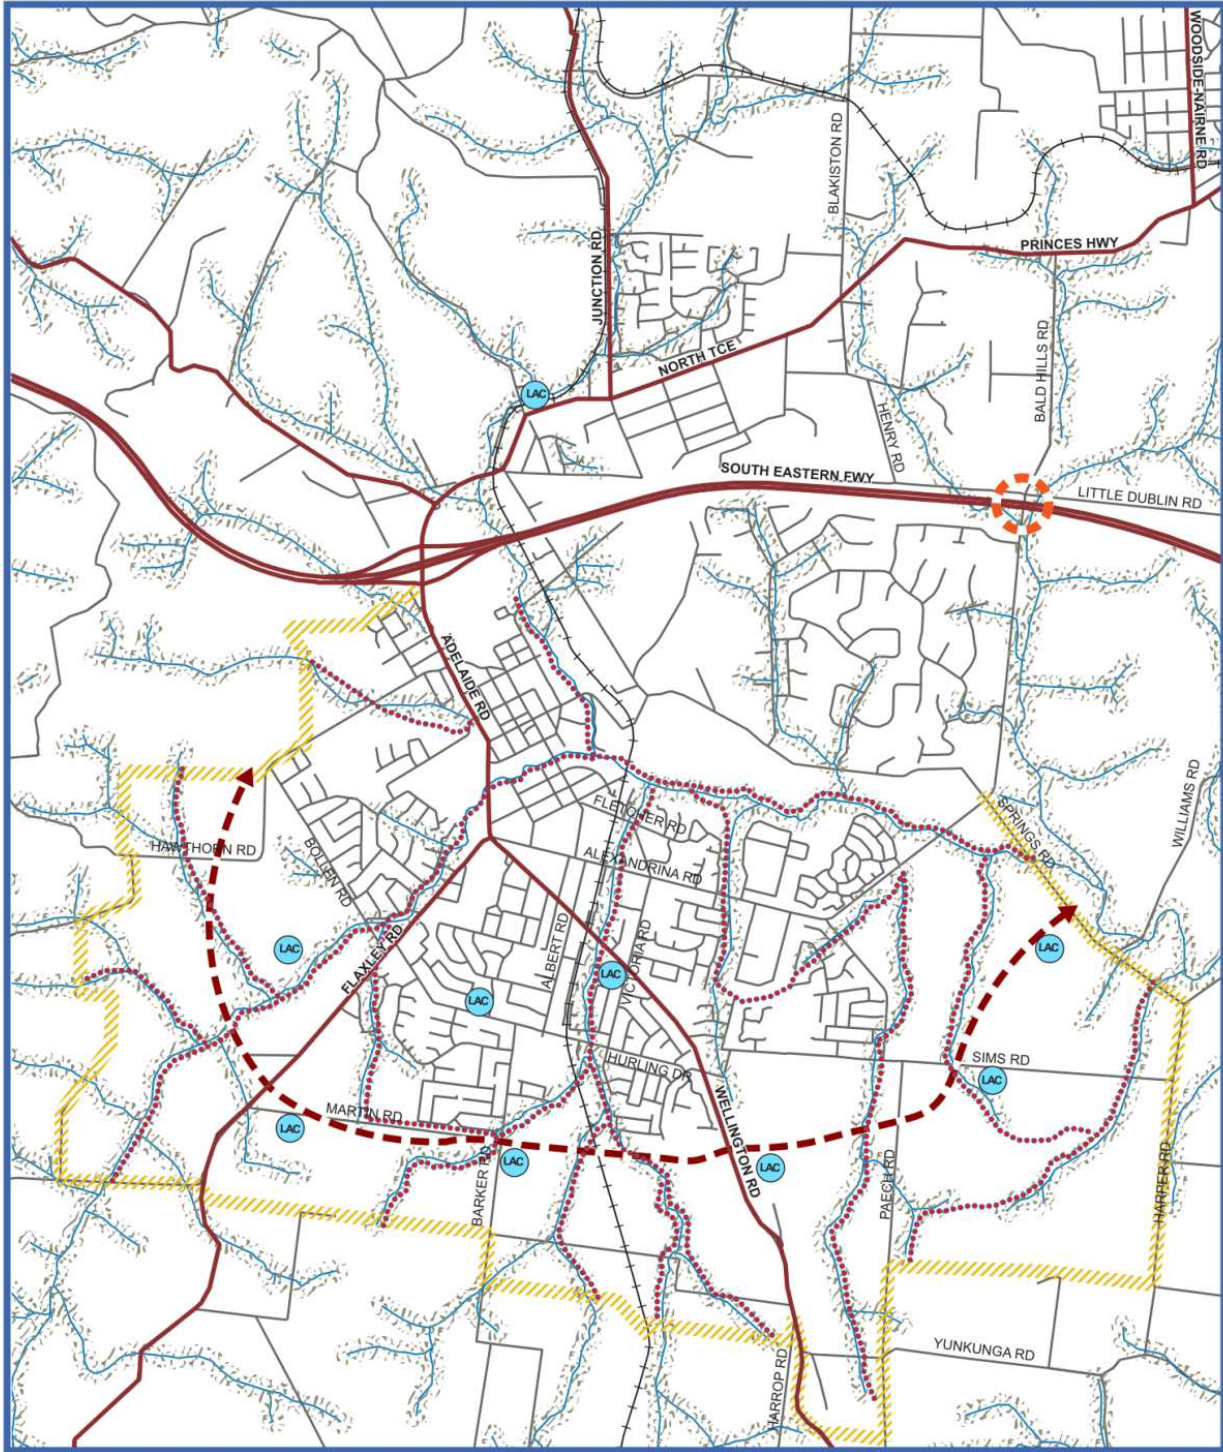 WOODSIDE-NAIRNE RD
BLAKISTON RD
PRINCES HWY
JUNCTION RD
NORTH TCE
BALD HILLS RD
LAC
HENRY RD
SOUTH EASTERN FWY
LITTLE DUBLIN RD
ADELAIDE RD
WILLIAMS RD
FLETCHER RD
SPRINGS RD
HAWTHORN RD
BOLLEN RD
ALEXANDRINA RD
ALBERT RD
VICTORIA RD
FLAXLEY RD
LAC
LAC
LAC
LAC
HURLING DR
SIMS RD
LAC
MARTIN RD
WELLINGTON RD
LAC
BARKER RD
LAC
LAC
PAECH RD
HARPER RD
YUNKUNGA RD
HARROP RD